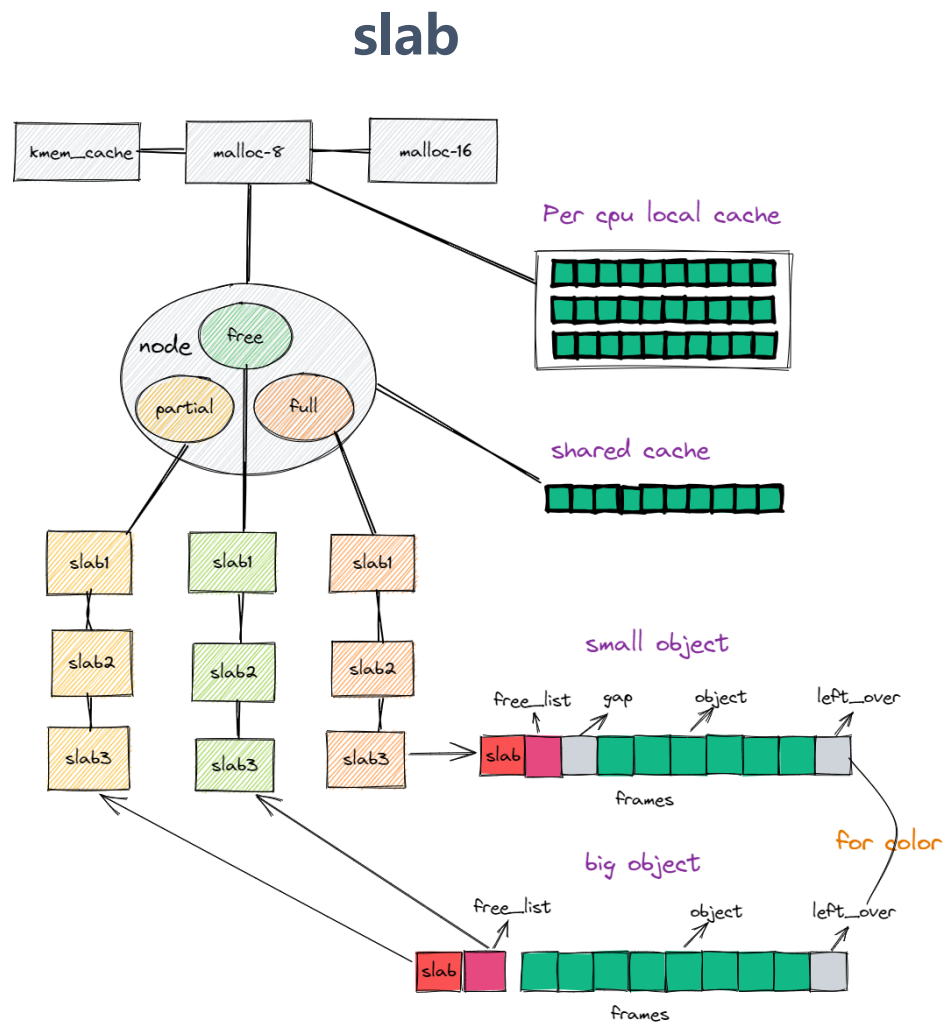 slab
kmem_cache
malloc-8
malloc-16
Per cpu local cache
free
node
partial
full
shared cache
slab1
slab1
slab1
small object
slab2
slab2
slab2
free_list
gap
object
left_over
slab3
slab3
slab3
slab
frames
for color
big object
free_list
object
left_over
slab
frames